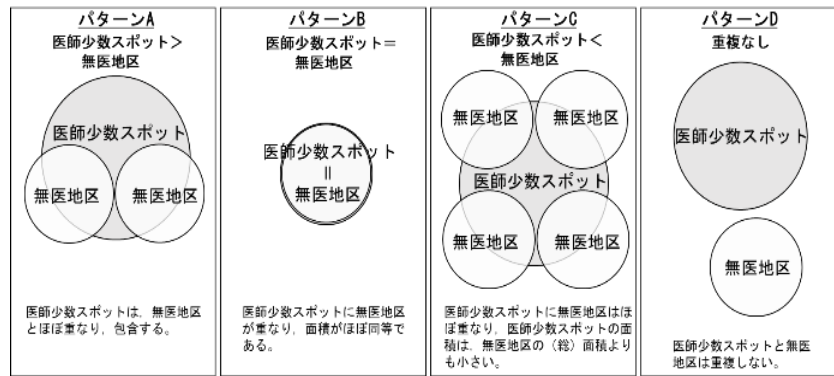 パターンA
医師少数スポット＞
無医地区
医師少数スポット
無医地区
無医地区
医師少数スポットは，無医地区
とほぼ重なり，包含する。
パターンB
医師少数スポット＝
無医地区
医師少数スポット
||
無医地区
医師少数スポットに無医地区
が重なり，面積がほぼ同等で
ある。
パターンC
医師少数スポット＜
無医地区
無医地区
無医地区
医師少数スポット
無医地区
無医地区
医師少数スポットに無医地区はほ
ぼ重なり，医師少数スポットの面
積は，無医地区の（総）面積より
も小さい。
パターンD
重複なし
医師少数スポット
無医地区
医師少数スポットと無医
地区は重複しない。